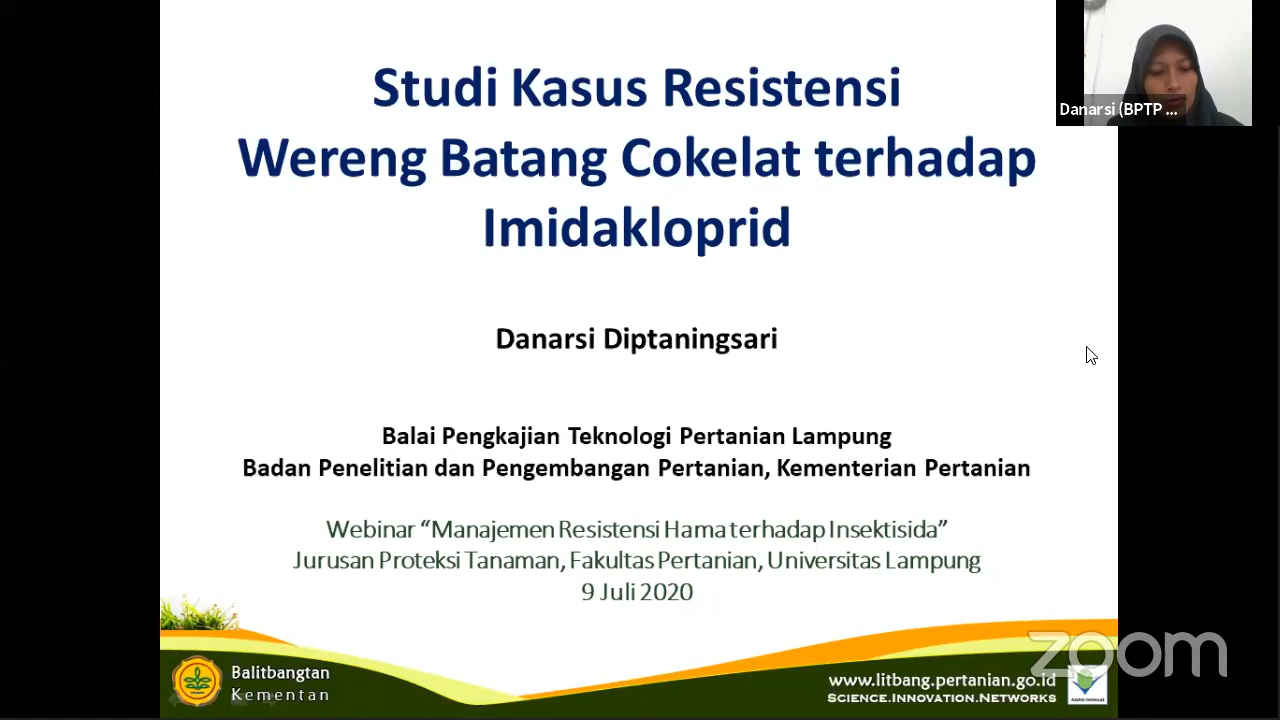 Studi Kasus Resistensi
Wereng Batang Cokelat terhadap
Imidakloprid
Danarsi (BPTP ...
Danarsi Diptaningsari
Balai Pengkajian Teknologi Pertanian Lampung
Badan Penelitian dan Pengembangan Pertanian, Kementerian Pertanian
Webinar “Manajemen Resistensi Hama terhadap Insektisida”
Jurusan Proteksi Tanaman, Fakultas Pertanian, Universitas Lampung
9 Juli 2020
Balitbangtan
Kementan
www.litbang.pertanian.go.id
Science.Innovation.Networks
AGRO INOVASI
zoom